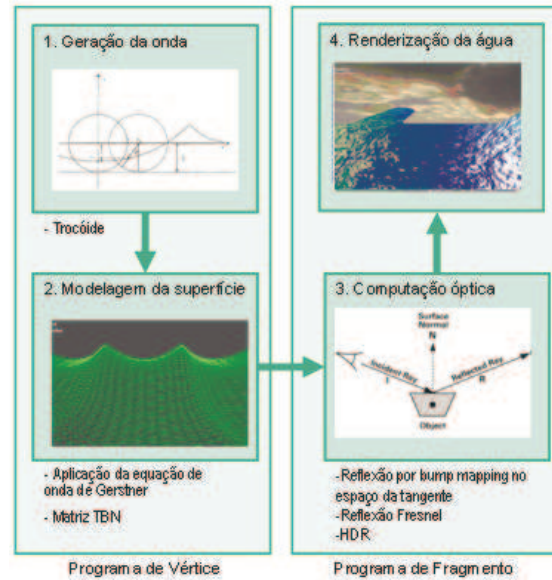 1. Geração da onda
- Trocóide
2. Modelagem da superfície
- Aplicação da equação de
onda de Gerstner
- Matriz TBN
Programa de Vértice
4. Renderização da água
3. Computação óptica
Surface
Normal
N
Incident Ray
I
Reflected Ray
R
Object
-Reflexão por bump mapping no
espaço da tangente
-Reflexão Fresnel
-HDR
Programa de Fragmento